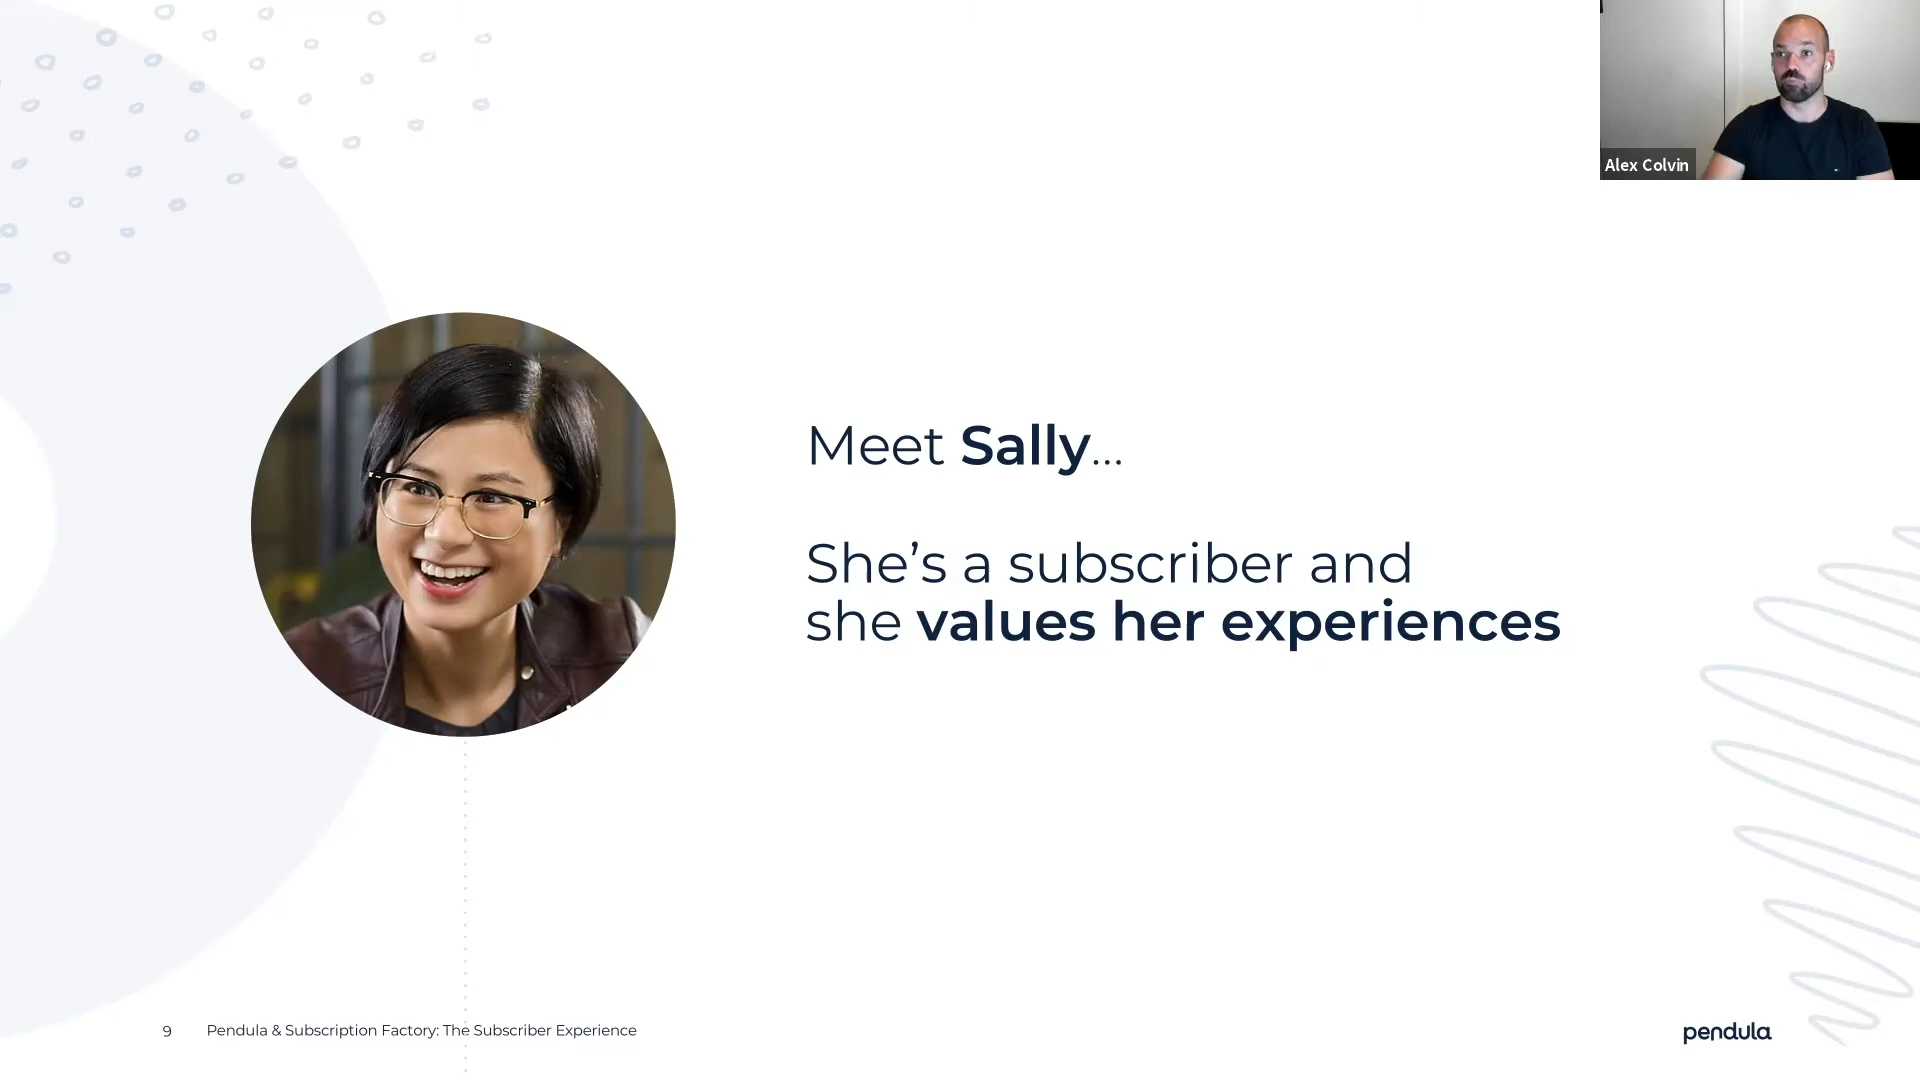 Alex Colvin
Meet Sally...
She’s a subscriber and
she values her experiences
9 Pendula & Subscription Factory: The Subscriber Experience
pendula